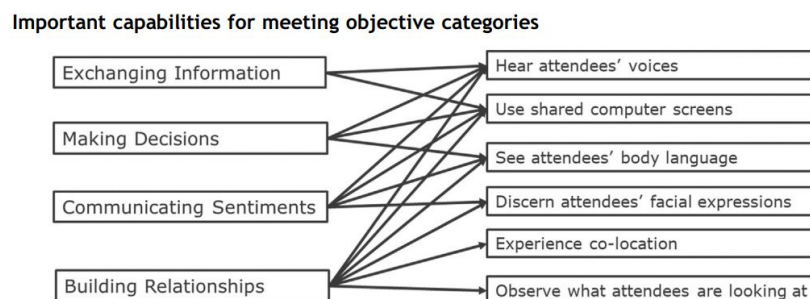 Important capabilities for meeting objective categories
Exchanging Information
Making Decisions
Communicating Sentiments
Building Relationships
Hear attendees' voices
Use shared computer screens
See attendees' body language
Discern attendees' facial expressions
Experience co-location
Observe what attendees are looking at